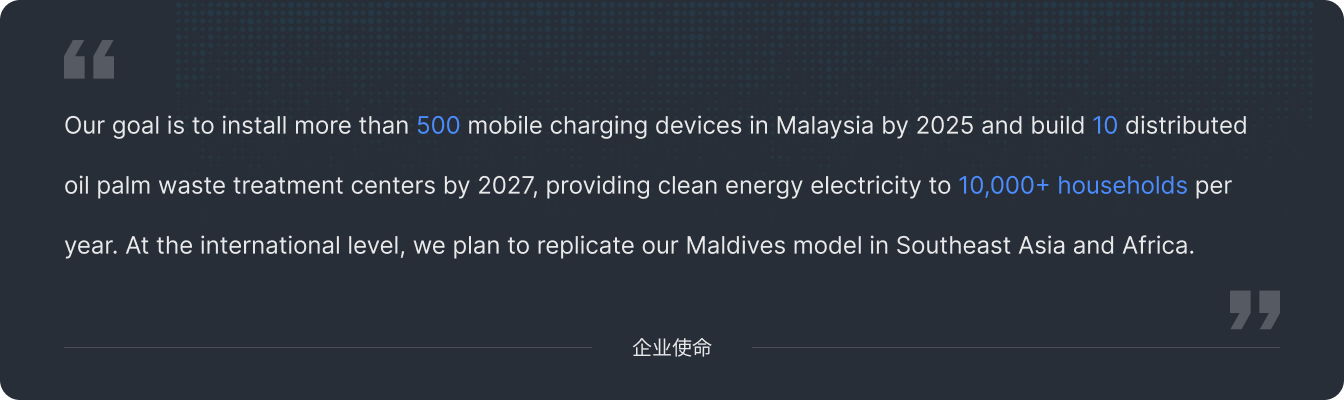 “
Our goal is to install more than 500 mobile charging devices in Malaysia by 2025 and build 10 distributed
oil palm waste treatment centers by 2027, providing clean energy electricity to 10,000+ households per
year. At the international level, we plan to replicate our Maldives model in Southeast Asia and Africa.
”
企业使命